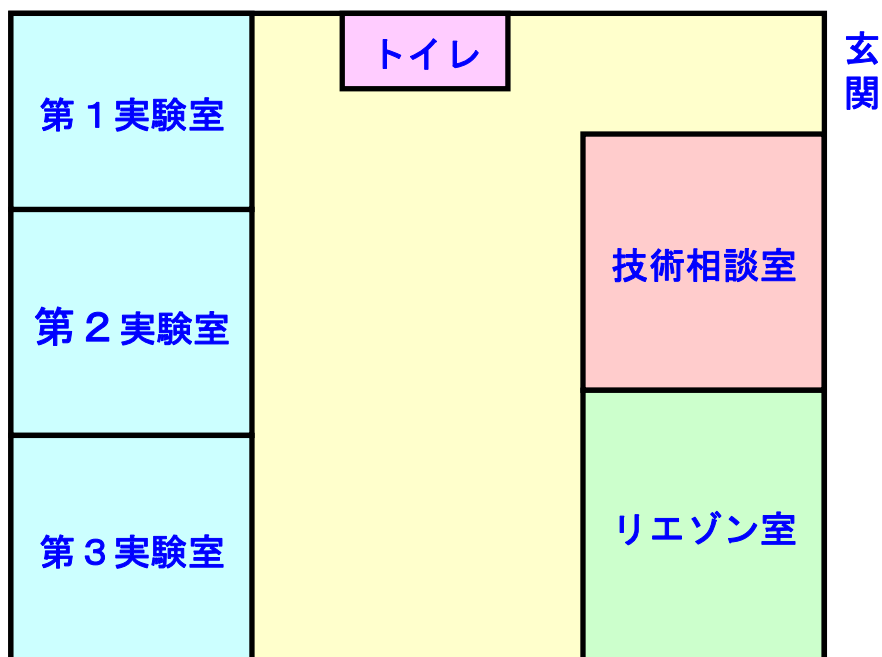 トイレ
玄
関
第１実験室
技術相談室
第２実験室
リエゾン室
第３実験室